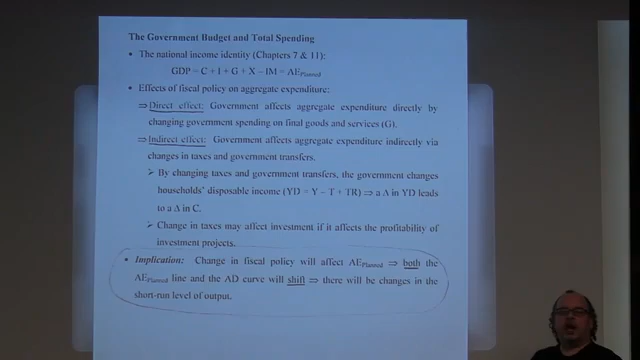 The Government Budget and Total Spending
• The national income identity (Chapters 7 & 11):
GDP = C + I + G + X – IM = AEPlanned
• Effects of fiscal policy on aggregate expenditure:
⇒ Direct effect: Government affects aggregate expenditure directly by
changing government spending on final goods and services (G).
⇒ Indirect effect: Government affects aggregate expenditure indirectly via
changes in taxes and government transfers.
➢ By changing taxes and government transfers, the government changes
households' disposable income (YD = Y – T + TR) ⇒ a Δ in YD leads
to a Δ in C.
➢ Change in taxes may affect investment if it affects the profitability of
investment projects.
• Implication: Change in fiscal policy will affect AEPlanned ⇒ both the
AEPlanned line and the AD curve will shift ⇒ there will be changes in the
short-run level of output.